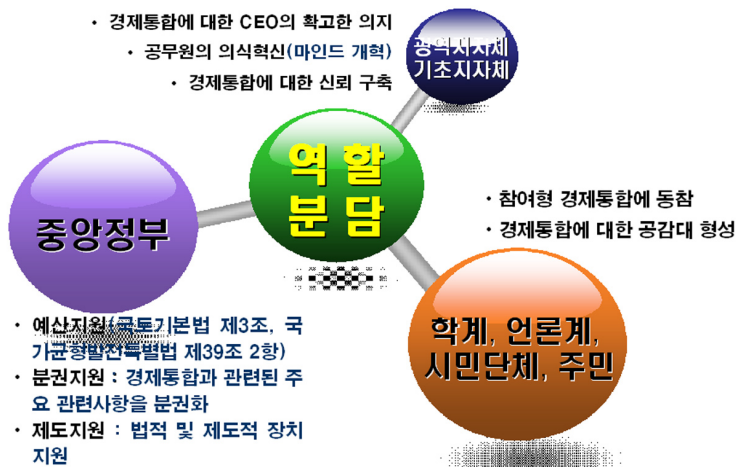 • 경제통합에 대한 CEO의 확고한 의지
• 공무원의 의식혁신(마인드 개혁)
• 경제통합에 대한 신뢰 구축
광역지자체
기초지자체
역 할
분 담
중앙정부
• 참여형 경제통합에 동참
• 경제통합에 대한 공감대 형성
학계, 언론계,
시민단체, 주민
• 예산지원(국토기본법 제3조, 국
가균형발전특별법 제39조 2항)
• 분권지원 : 경제통합과 관련된 주
요 관련사항을 분권화
• 제도지원 : 법적 및 제도적 장치
지원